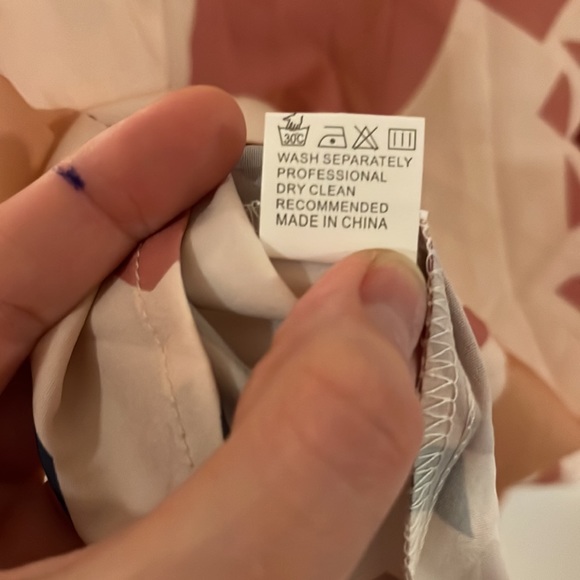 30°C
WASH SEPARATELY
PROFESSIONAL
DRY CLEAN
RECOMMENDED
MADE IN CHINA